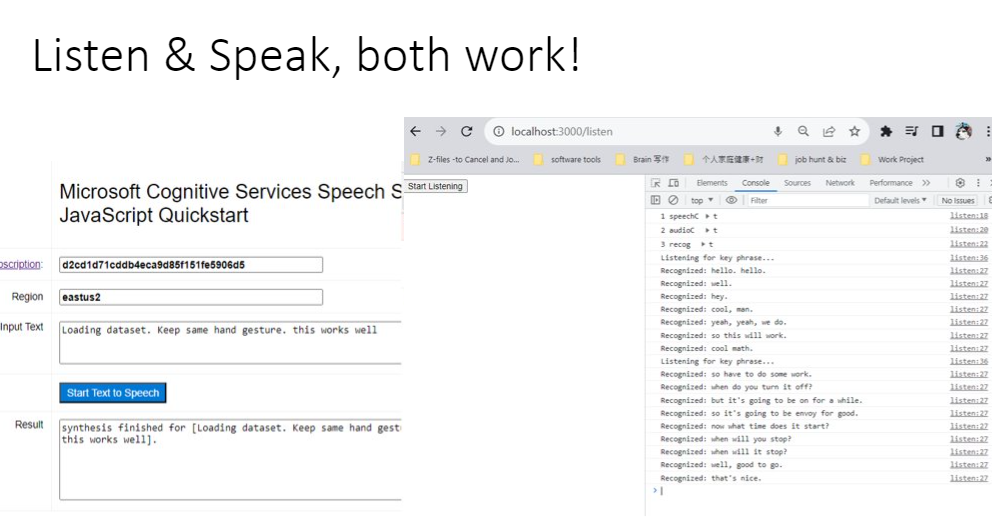 Listen & Speak, both work!
Microsoft Cognitive Services Speech S
JavaScript Quickstart
oscription:
d2cd1d71cddb4eca9d85f151fe5906d5
Region
eastus2
Input Text
Loading dataset. Keep same hand gesture. this works well
Start Text to Speech
Result
synthesis finished for [Loading dataset. Keep same hand gest
this works well].
localhost:3000/listen
Z-files -to Cancel and Jo...
software tools
Brain 写作
个人家庭健康+财
job hunt & biz
Work Project
»
Start Listening
Elements Console Sources Network Performance
top
Filter
Default levels
No Issues
1 speechC ▶ t listen:18
2 audioC ▶ t listen:20
3 recog ▶ t listen:22
Listening for key phrase... listen:36
Recognized: hello. hello. listen:27
Recognized: well. listen:27
Recognized: hey. listen:27
Recognized: cool, man. listen:27
Recognized: yeah, yeah, we do. listen:27
Recognized: so this will work. listen:27
Recognized: cool math. listen:27
Listening for key phrase... listen:36
Recognized: so have to do some work. listen:27
Recognized: when do you turn it off? listen:27
Recognized: but it's going to be on for a while. listen:27
Recognized: so it's going to be envoy for good. listen:27
Recognized: now what time does it start? listen:27
Recognized: when will you stop? listen:27
Recognized: when will it stop? listen:27
Recognized: well, good to go. listen:27
Recognized: that's nice. listen:27